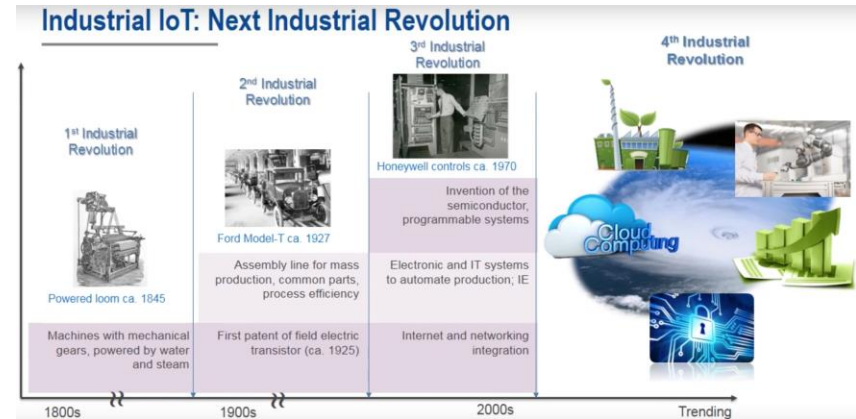 Industrial IoT: Next Industrial Revolution
1st Industrial
Revolution
Powered loom ca. 1845
Machines with mechanical
gears, powered by water
and steam
2nd Industrial
Revolution
Ford Model-T ca. 1927
Assembly line for mass
production, common parts,
process efficiency
First patent of field electric
transistor (ca. 1925)
3rd Industrial
Revolution
Honeywell controls ca. 1970
Invention of the
semiconductor,
programmable systems
Electronic and IT systems
to automate production; IE
Internet and networking
integration
4th Industrial
Revolution
Cloud
Computing
1800s
1900s
2000s
Trending